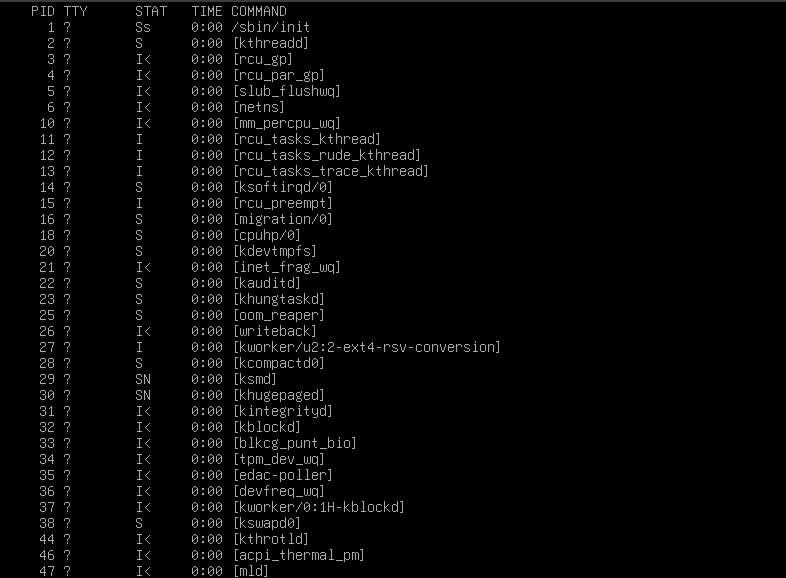 PID TTY      STAT   TIME COMMAND
1 ?        Ss     0:00 /sbin/init
2 ?        S      0:00 [kthreadd]
3 ?        I<     0:00 [rcu_gp]
4 ?        I<     0:00 [rcu_par_gp]
5 ?        I<     0:00 [slub_flushwq]
6 ?        I<     0:00 [netns]
10 ?        I<     0:00 [mm_percpu_wq]
11 ?        I      0:00 [rcu_tasks_kthread]
12 ?        I      0:00 [rcu_tasks_rude_kthread]
13 ?        I      0:00 [rcu_tasks_trace_kthread]
14 ?        S      0:00 [ksoftirqd/0]
15 ?        I      0:00 [rcu_preempt]
16 ?        S      0:00 [migration/0]
18 ?        S      0:00 [cpuhp/0]
20 ?        S      0:00 [kdevtmpfs]
21 ?        I<     0:00 [inet_frag_wq]
22 ?        S      0:00 [kauditd]
23 ?        S      0:00 [khungtaskd]
25 ?        S      0:00 [oom_reaper]
26 ?        I<     0:00 [writeback]
27 ?        I      0:00 [kworker/u2:2-ext4-rsv-conversion]
28 ?        S      0:00 [kcompactd0]
29 ?        SN     0:00 [ksmd]
30 ?        SN     0:00 [khugepaged]
31 ?        I<     0:00 [kintegrityd]
32 ?        I<     0:00 [kblockd]
33 ?        I<     0:00 [blkcg_punt_bio]
34 ?        I<     0:00 [tpm_dev_wq]
35 ?        I<     0:00 [edac-poller]
36 ?        I<     0:00 [devfreq_wq]
37 ?        I<     0:00 [kworker/0:1H-kblockd]
38 ?        S      0:00 [kswapd0]
44 ?        I<     0:00 [kthrotld]
46 ?        I<     0:00 [acpi_thermal_pm]
47 ?        I<     0:00 [mld]